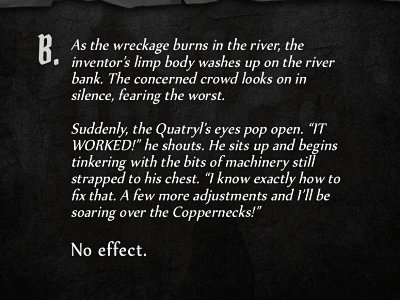 B. As the wreckage burns in the river, the
inventor's limp body washes up on the river
bank. The concerned crowd looks on in
silence, fearing the worst.
Suddenly, the Quatryl's eyes pop open. "IT
WORKED!" he shouts. He sits up and begins
tinkering with the bits of machinery still
strapped to his chest. "I know exactly how to
fix that. A few more adjustments and I'll be
soaring over the Coppernecks!"
No effect.